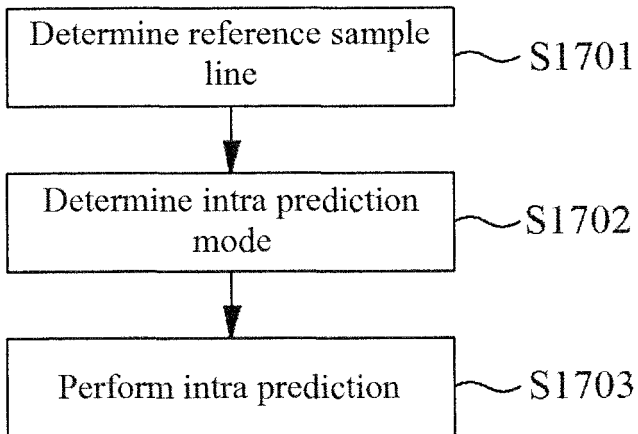 Determine reference sample
line
S1701
Determine intra prediction
mode
S1702
Perform intra prediction
S1703